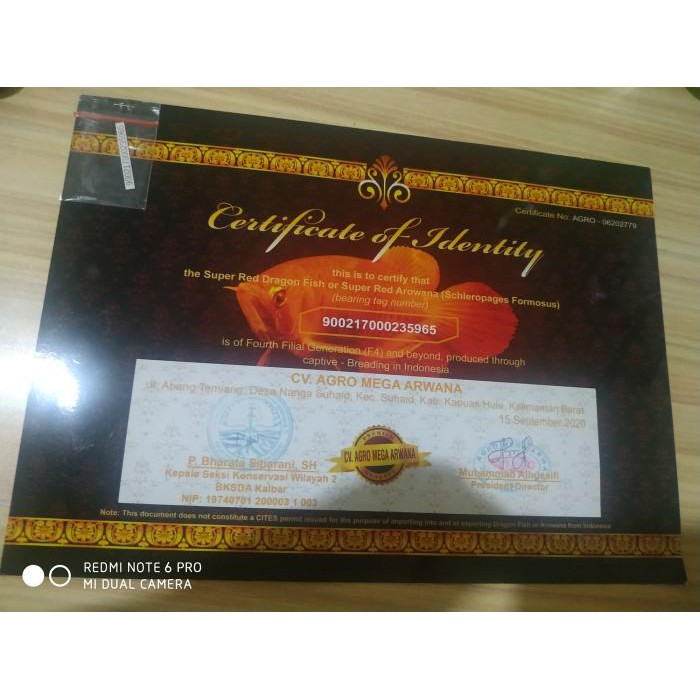 Certificate No: AGRO - 06202779
Certificate of Identity
this is to certify that
the Super Red Dragon Fish or Super Red Arowana (Schleropages Formosus)
(bearing tag number)
900217000235965
is of Fourth Filial Generation (F4) and beyond, produced through
captive - Breading in Indonesia.
CV. AGRO MEGA ARWANA
Jl. Abang Temiang, Desa Nanga Suhaid, Kec. Suhaid, Kab. Kapuas Hulu, Kalimantan Barat
15 September 2020
P. Bharata Sibarani, SH
Kepala Seksi Konservasi Wilayah 2
BKSDA Kalbar
NIP: 19740701 200003 1 003
CV. AGRO MEGA ARWANA
Muhammad
President Director
Note: This document does not constitute a CITES permit issued for the purpose of importing into and or exporting Dragon Fish or Arowana from Indonesia
REDMI NOTE 6 PRO
MI DUAL CAMERA